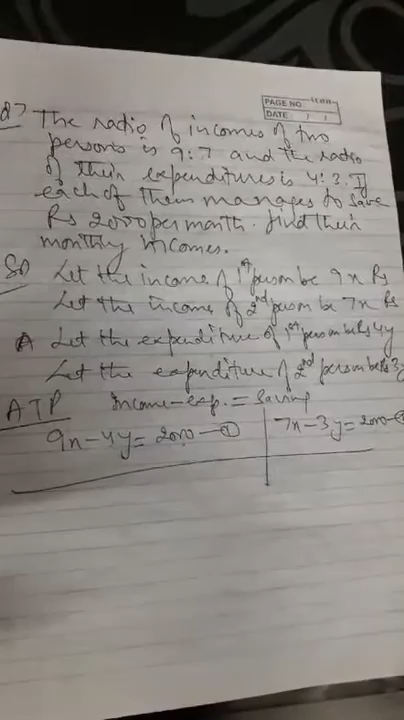 PAGE NO.
DATE: / /
Q7 The ratio of incomes of two
persons is 9:7 and the ratio
of their expenditures is 4:3. If
each of them manages to save
Rs 2000 per month. find their
monthly incomes.
Sol Let the income of 1st person be 9x Rs
Let the income of 2nd person be 7x Rs
A Let the expenditure of 1st person be Rs 4y
Let the expenditure of 2nd person be Rs 3y
ATP Income-exp. = Saving
9x-4y= 2000-① 7x-3y=2000-②